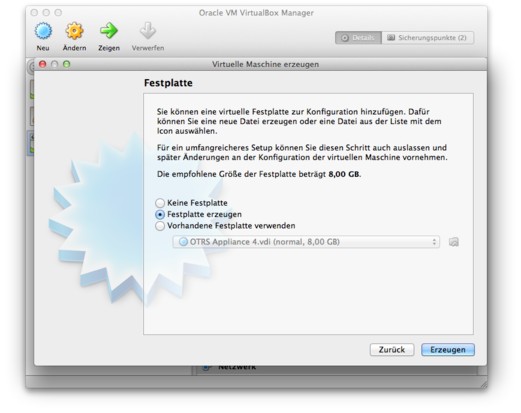 Oracle VM VirtualBox Manager
Neu Ändern Zeigen Verwerfen
Details Sicherungspunkte (2)
Virtuelle Maschine erzeugen
Festplatte
Sie können eine virtuelle Festplatte zur Konfiguration hinzufügen. Dafür
können Sie eine neue Datei erzeugen oder eine Datei aus der Liste mit dem
Icon auswählen.
Für ein umfangreicheres Setup können Sie diesen Schritt auch auslassen und
später Änderungen an der Konfiguration der virtuellen Maschine vornehmen.
Die empfohlene Größe der Festplatte beträgt 8,00 GB.
Keine Festplatte
Festplatte erzeugen
Vorhandene Festplatte verwenden
OTRS Appliance 4.vdi (normal, 8,00 GB)
Zurück Erzeugen
Netzwerk